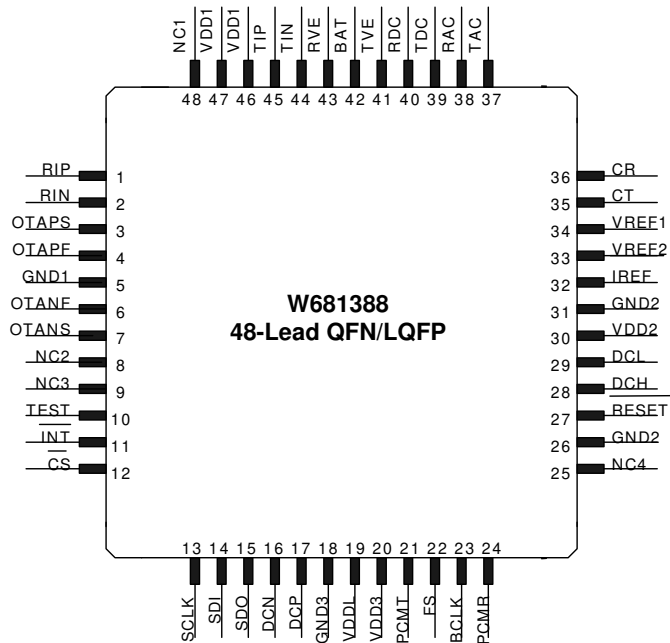 NC1
VDD1
VDD1
TIP
TIN
RVE
BAT
TVE
RDC
TDC
RAC
TAC
48 47 46 45 44 43 42 41 40 39 38 37
RIP 1
RIN 2
OTAPS 3
OTAPF 4
GND1 5
OTANF 6
OTANS 7
NC2 8
NC3 9
TEST 10
INT 11
CS 12
W681388
48-Lead QFN/LQFP
36 CR
35 CT
34 VREF1
33 VREF2
32 IREF
31 GND2
30 VDD2
29 DCL
28 DCH
27 RESET
26 GND2
25 NC4
13 14 15 16 17 18 19 20 21 22 23 24
SCLK
SDI
SDO
DCN
DCP
GND3
VDDL
VDD3
PCMT
FS
BCLK
PCMR